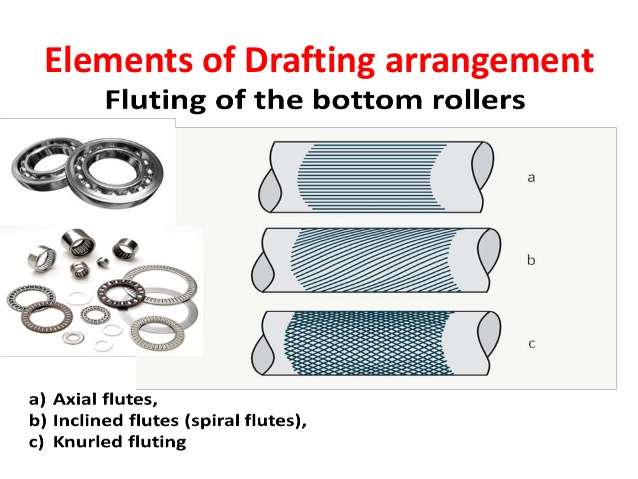 Elements of Drafting arrangement
Fluting of the bottom rollers
a
b
c
a) Axial flutes,
b) Inclined flutes (spiral flutes),
c) Knurled fluting